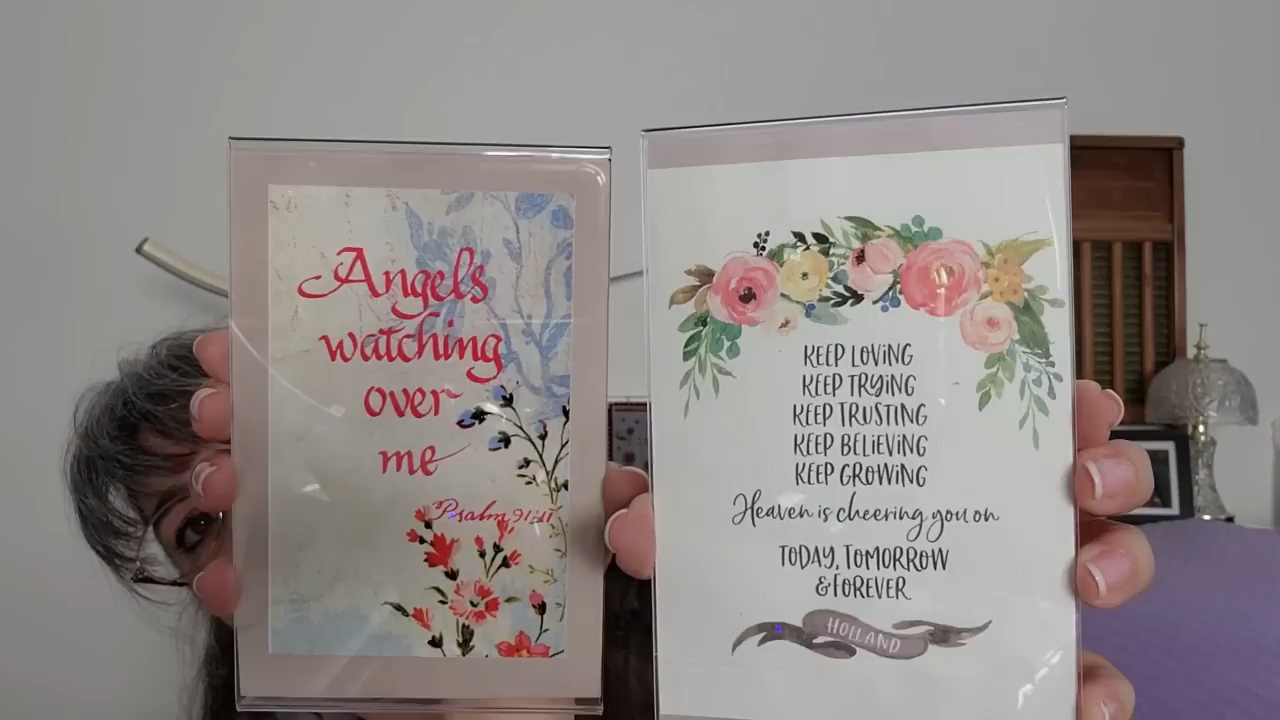 Angels
watching
over
me
Psalm 91:11
KEEP LOVING
KEEP TRYING
KEEP TRUSTING
KEEP BELIEVING
KEEP GROWING
Heaven is cheering you on
TODAY, TOMORROW
& FOREVER
HOLLAND